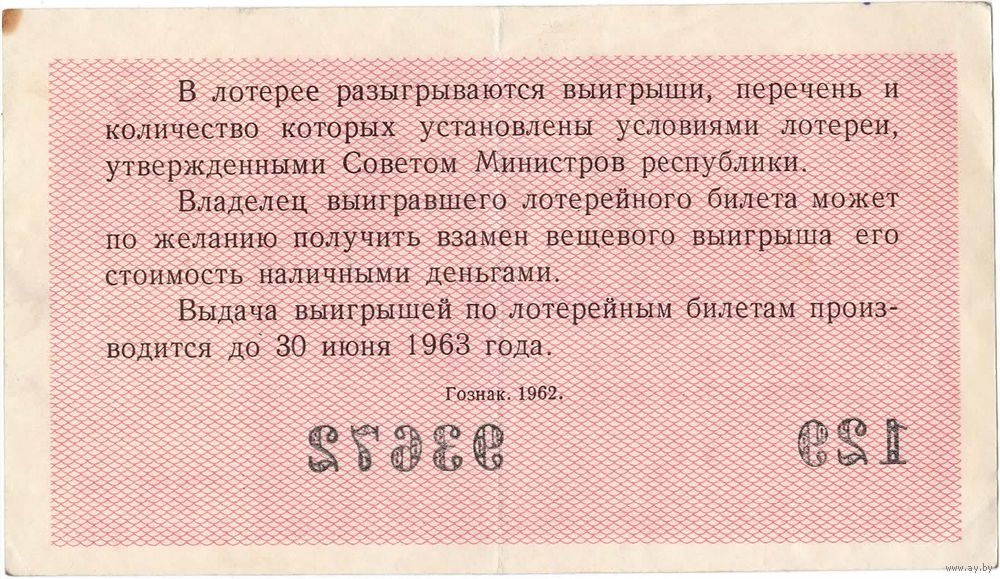 В лотерее разыгрываются выигрыши, перечень и
количество которых установлены условиями лотереи,
утвержденными Советом Министров республики.
Владелец выигравшего лотерейного билета может
по желанию получить взамен вещевого выигрыша его
стоимость наличными деньгами.
Выдача выигрышей по лотерейным билетам произ-
водится до 30 июня 1963 года.
Гознак. 1962.
93672 129
www.ay.by